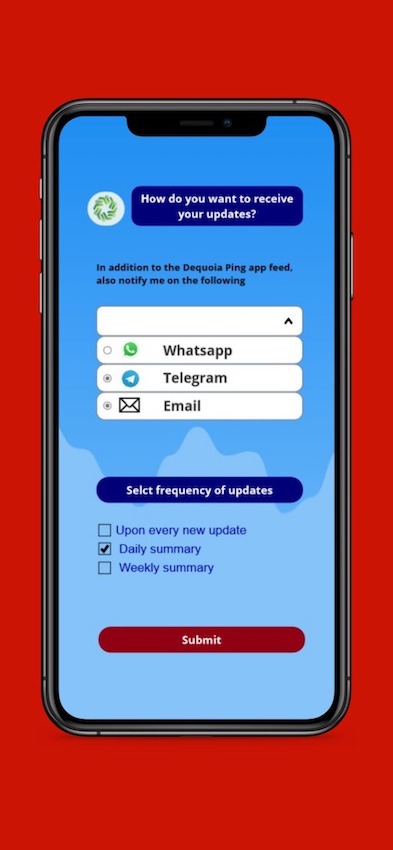 How do you want to receive
your updates?
In addition to the Dequoia Ping app feed,
also notify me on the following
Whatsapp
Telegram
Email
Selct frequency of updates
Upon every new update
Daily summary
Weekly summary
Submit